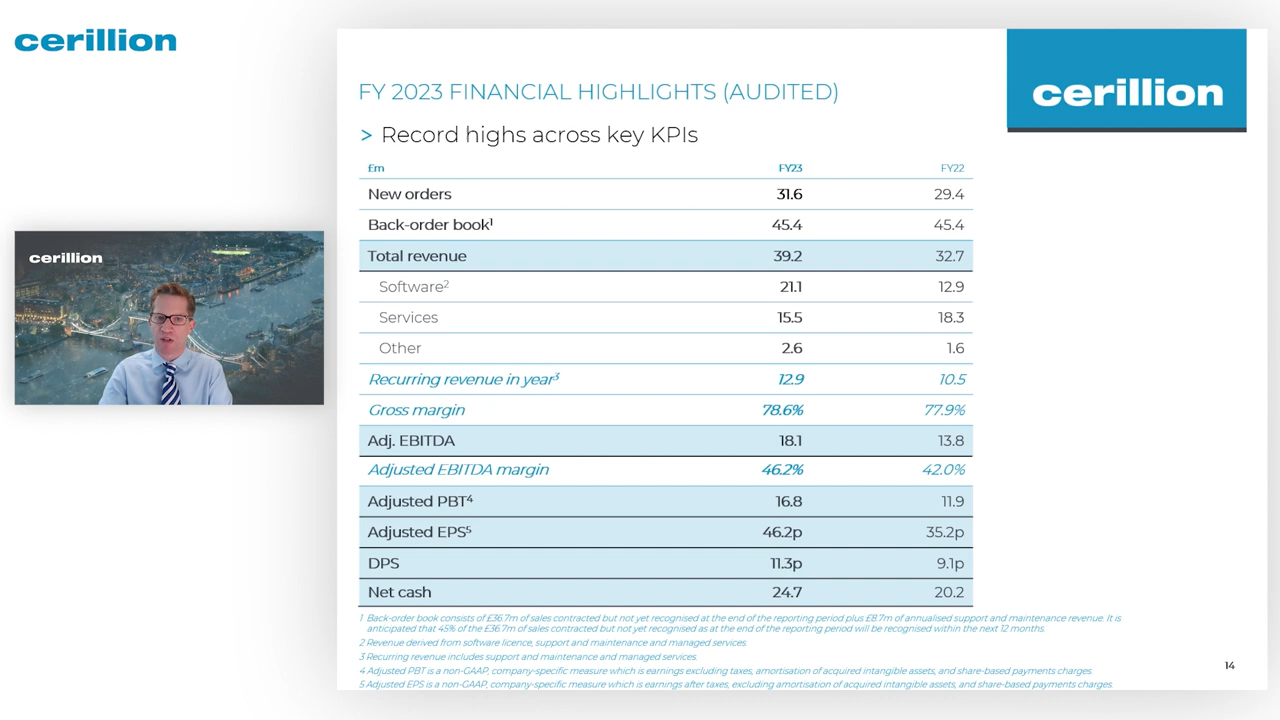 cerillion
cerillion
cerillion
FY 2023 FINANCIAL HIGHLIGHTS (AUDITED)
> Record highs across key KPIs
£m FY23 FY22
New orders 31.6 29.4
Back-order book¹ 45.4 45.4
Total revenue 39.2 32.7
Software² 21.1 12.9
Services 15.5 18.3
Other 2.6 1.6
Recurring revenue in year³ 12.9 10.5
Gross margin 78.6% 77.9%
Adj. EBITDA 18.1 13.8
Adjusted EBITDA margin 46.2% 42.0%
Adjusted PBT⁴ 16.8 11.9
Adjusted EPS⁵ 46.2p 35.2p
DPS 11.3p 9.1p
Net cash 24.7 20.2
1 Back-order book consists of £36.7m of sales contracted but not yet recognised at the end of the reporting period plus £8.7m of annualised support and maintenance revenue. It is
anticipated that 45% of the £36.7m of sales contracted but not yet recognised as at the end of the reporting period will be recognised within the next 12 months.
2 Revenue derived from software licence, support and maintenance and managed services.
3 Recurring revenue includes support and maintenance and managed services.
4 Adjusted PBT is a non-GAAP, company-specific measure which is earnings excluding taxes, amortisation of acquired intangible assets, and share-based payments charges.
5 Adjusted EPS is a non-GAAP, company-specific measure which is earnings after taxes, excluding amortisation of acquired intangible assets, and share-based payments charges.
14